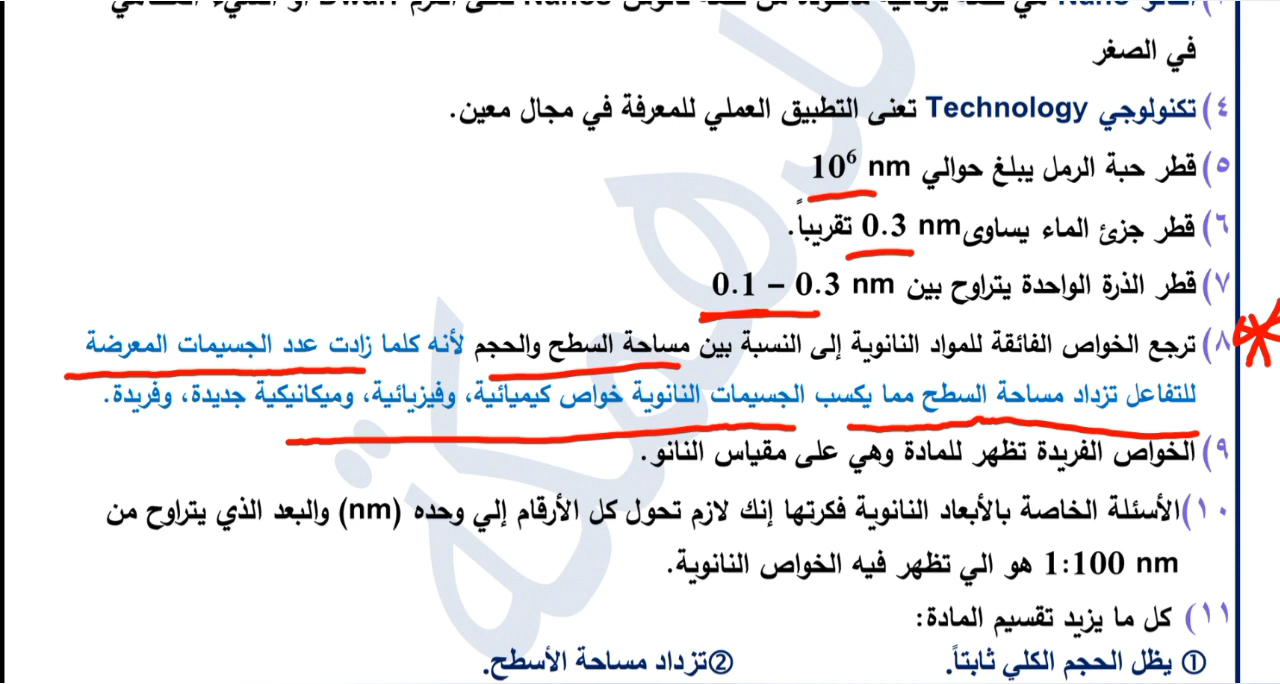 في الصغر
٤) تكنولوجي Technology تعنى التطبيق العملي للمعرفة في مجال معين.
٥) قطر حبة الرمل يبلغ حوالي 10⁶ nm
٦) قطر جزئ الماء يساوى 0.3 nm تقريباً.
٧) قطر الذرة الواحدة يتراوح بين 0.1 – 0.3 nm
٨) ترجع الخواص الفائقة للمواد النانوية إلى النسبة بين مساحة السطح والحجم لأنه كلما زادت عدد الجسيمات المعرضة
للتفاعل تزداد مساحة السطح مما يكسب الجسيمات النانوية خواص كيميائية، وفيزيائية، وميكانيكية جديدة، وفريدة.
٩) الخواص الفريدة تظهر للمادة وهي على مقياس النانو.
١٠) الأسئلة الخاصة بالأبعاد النانوية فكرتها إنك لازم تحول كل الأرقام إلي وحده (nm) والبعد الذي يتراوح من
1:100 nm هو الي تظهر فيه الخواص النانوية.
١١) كل ما يزيد تقسيم المادة:
① يظل الحجم الكلي ثابتاً. ② تزداد مساحة الأسطح.